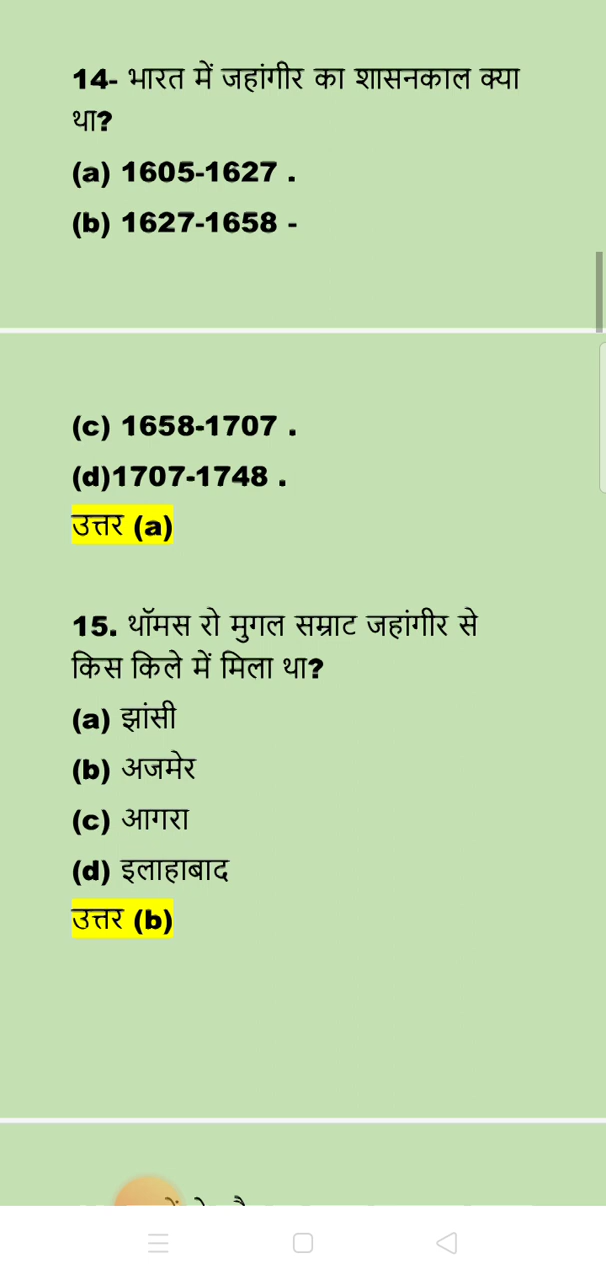 14- भारत में जहांगीर का शासनकाल क्या
था?
(a) 1605-1627 .
(b) 1627-1658 -
(c) 1658-1707 .
(d)1707-1748 .
उत्तर (a)
15. थॉमस रो मुगल सम्राट जहांगीर से
किस किले में मिला था?
(a) झांसी
(b) अजमेर
(c) आगरा
(d) इलाहाबाद
उत्तर (b)